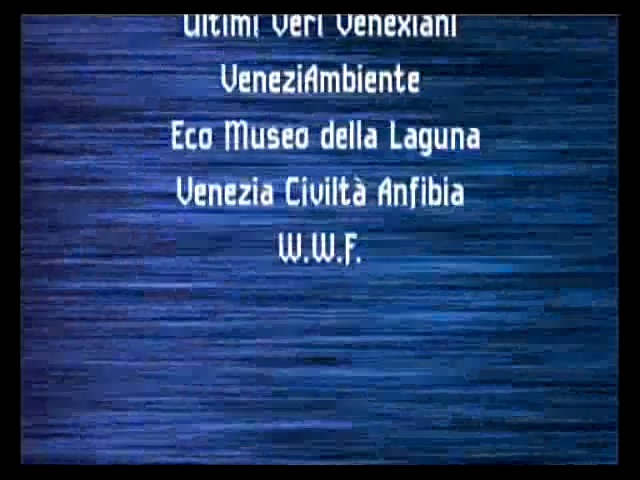 Ultimi Veri Venexiani
VeneziAmbiente
Eco Museo della Laguna
Venezia Civiltà Anfibia
W.W.F.